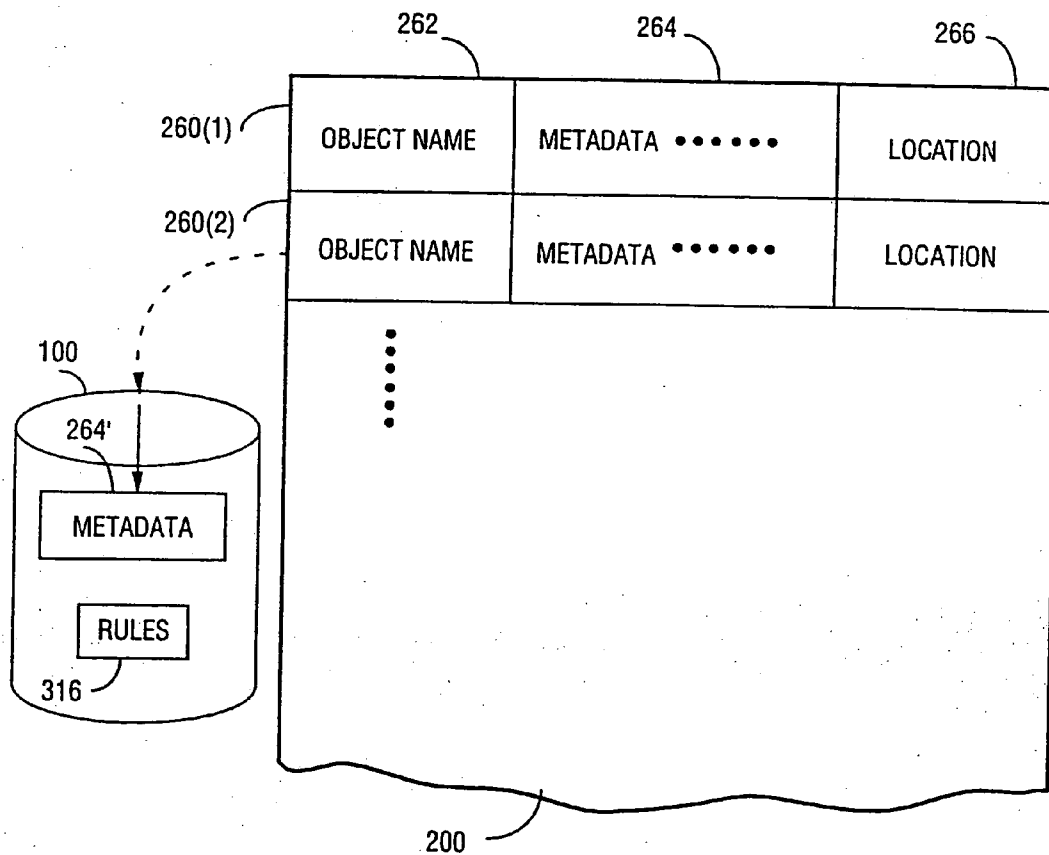 262 264 266
260(1) OBJECT NAME METADATA •••••• LOCATION
260(2) OBJECT NAME METADATA •••••• LOCATION
100
264'
METADATA
RULES
316
200